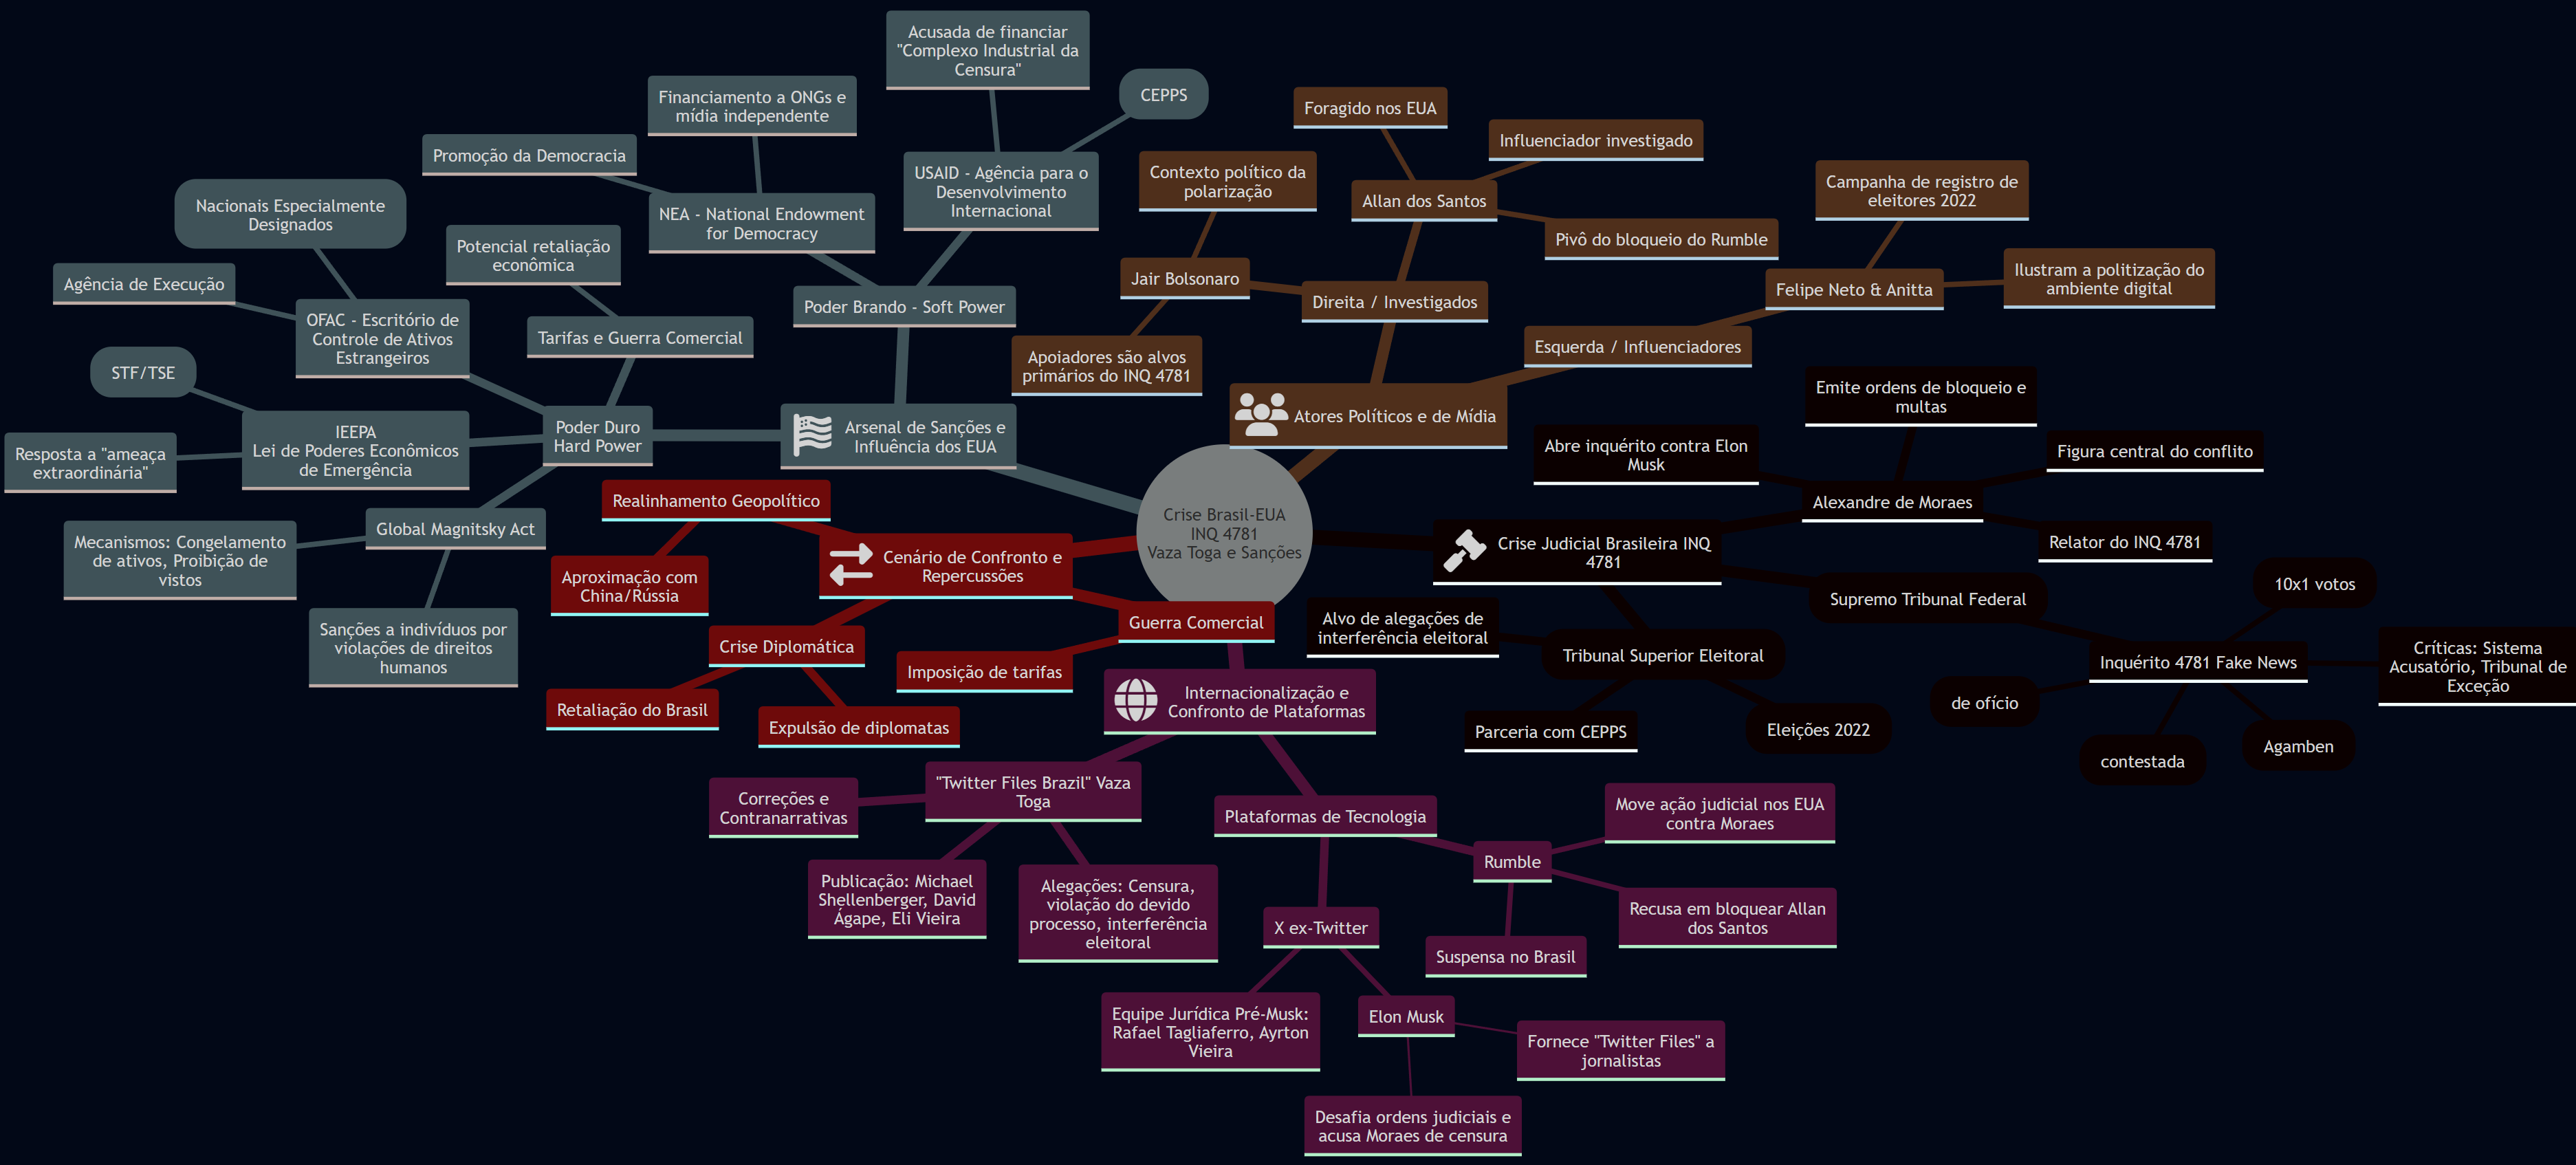 Acusada de financiar
"Complexo Industrial da
Censura"
CEPPS
Financiamento a ONGs e
mídia independente
Promoção da Democracia
USAID - Agência para o
Desenvolvimento
Internacional
NEA - National Endowment
for Democracy
Nacionais Especialmente
Designados
Potencial retaliação
econômica
Agência de Execução
OFAC - Escritório de
Controle de Ativos
Estrangeiros
Tarifas e Guerra Comercial
Poder Brando - Soft Power
STF/TSE
IEEPA
Lei de Poderes Econômicos
de Emergência
Resposta a "ameaça
extraordinária"
Poder Duro
Hard Power
Arsenal de Sanções e
Influência dos EUA
Global Magnitsky Act
Mecanismos: Congelamento
de ativos, Proibição de
vistos
Sanções a indivíduos por
violações de direitos
humanos
Foragido nos EUA
Influenciador investigado
Contexto político da
polarização
Allan dos Santos
Pivô do bloqueio do Rumble
Jair Bolsonaro
Direita / Investigados
Apoiadores são alvos
primários do INQ 4781
Campanha de registro de
eleitores 2022
Felipe Neto & Anitta
Ilustram a politização do
ambiente digital
Esquerda / Influenciadores
Atores Políticos e de Mídia
Crise Brasil-EUA
INQ 4781
Vaza Toga e Sanções
Emite ordens de bloqueio e
multas
Abre inquérito contra Elon
Musk
Figura central do conflito
Alexandre de Moraes
Relator do INQ 4781
Crise Judicial Brasileira INQ
4781
Supremo Tribunal Federal
10x1 votos
Alvo de alegações de
interferência eleitoral
Tribunal Superior Eleitoral
Inquérito 4781 Fake News
Críticas: Sistema
Acusatório, Tribunal de
Exceção
de ofício
Parceria com CEPPS
Eleições 2022
contestada
Agamben
Realinhamento Geopolítico
Cenário de Confronto e
Repercussões
Aproximação com
China/Rússia
Guerra Comercial
Crise Diplomática
Imposição de tarifas
Retaliação do Brasil
Expulsão de diplomatas
Internacionalização e
Confronto de Plataformas
"Twitter Files Brazil" Vaza
Toga
Correções e
Contranarrativas
Publicação: Michael
Shellenberger, David
Ágape, Eli Vieira
Alegações: Censura,
violação do devido
processo, interferência
eleitoral
Plataformas de Tecnologia
Move ação judicial nos EUA
contra Moraes
Rumble
Recusa em bloquear Allan
dos Santos
Suspensa no Brasil
X ex-Twitter
Equipe Jurídica Pré-Musk:
Rafael Tagliaferro, Ayrton
Vieira
Elon Musk
Fornece "Twitter Files" a
jornalistas
Desafia ordens judiciais e
acusa Moraes de censura